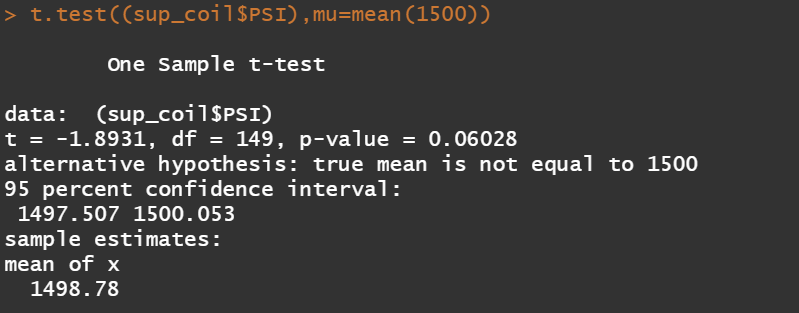 > t.test((sup_coil$PSI),mu=mean(1500))
One Sample t-test
data:  (sup_coil$PSI)
t = -1.8931, df = 149, p-value = 0.06028
alternative hypothesis: true mean is not equal to 1500
95 percent confidence interval:
 1497.507 1500.053
sample estimates:
mean of x
  1498.78